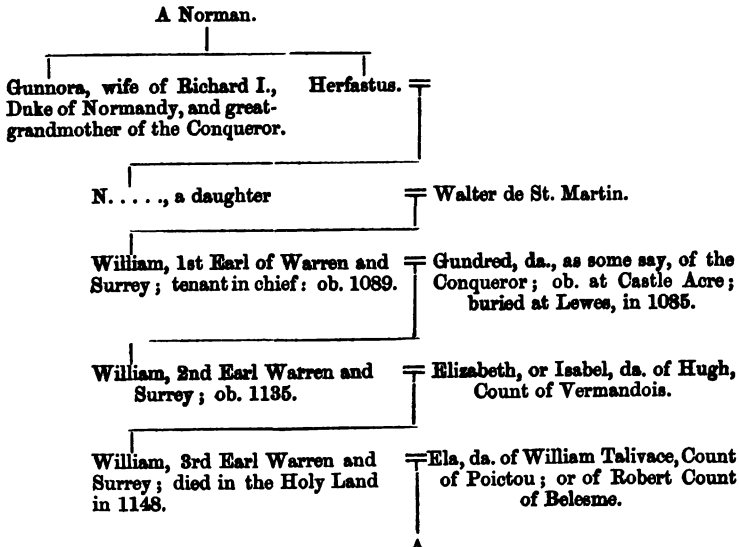 A Norman.
Gunnora, wife of Richard I.,
Duke of Normandy, and great-
grandmother of the Conqueror.
Herfastus. =
N. . . . ., a daughter
= Walter de St. Martin.
William, 1st Earl of Warren and
Surrey; tenant in chief: ob. 1089.
= Gundred, da., as some say, of the
Conqueror; ob. at Castle Acre;
buried at Lewes, in 1085.
William, 2nd Earl Warren and
Surrey; ob. 1135.
= Elizabeth, or Isabel, da. of Hugh,
Count of Vermandois.
William, 3rd Earl Warren and
Surrey; died in the Holy Land
in 1148.
= Ela, da. of William Talivace, Count
of Poictou; or of Robert Count
of Belesme.